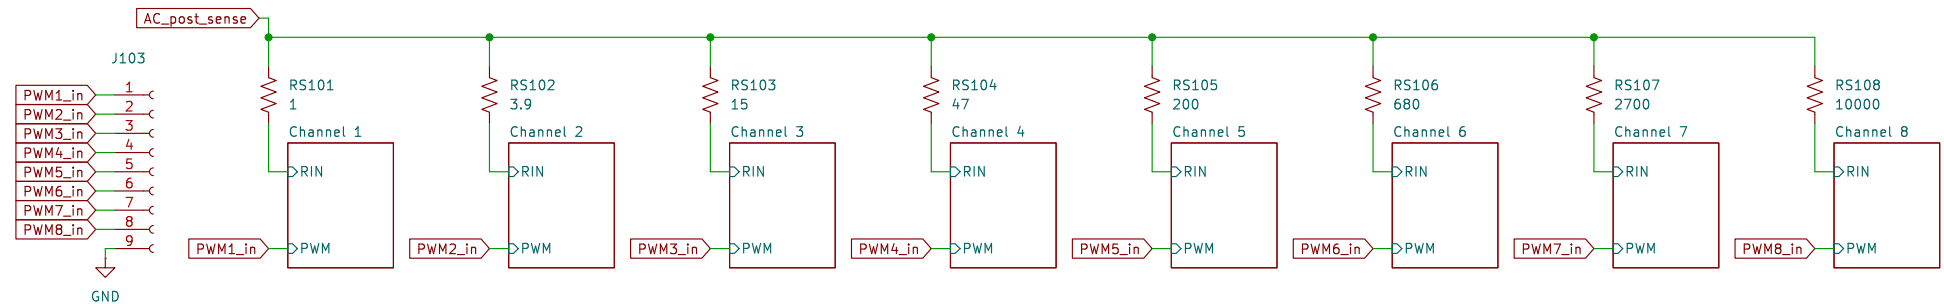 AC_post_sense
J103
PWM1_in 1
PWM2_in 2
PWM3_in 3
PWM4_in 4
PWM5_in 5
PWM6_in 6
PWM7_in 7
PWM8_in 8
9
GND
RS101
1
Channel 1
RIN
PWM1_in PWM
RS102
3.9
Channel 2
RIN
PWM2_in PWM
RS103
15
Channel 3
RIN
PWM3_in PWM
RS104
47
Channel 4
RIN
PWM4_in PWM
RS105
200
Channel 5
RIN
PWM5_in PWM
RS106
680
Channel 6
RIN
PWM6_in PWM
RS107
2700
Channel 7
RIN
PWM7_in PWM
RS108
10000
Channel 8
RIN
PWM8_in PWM